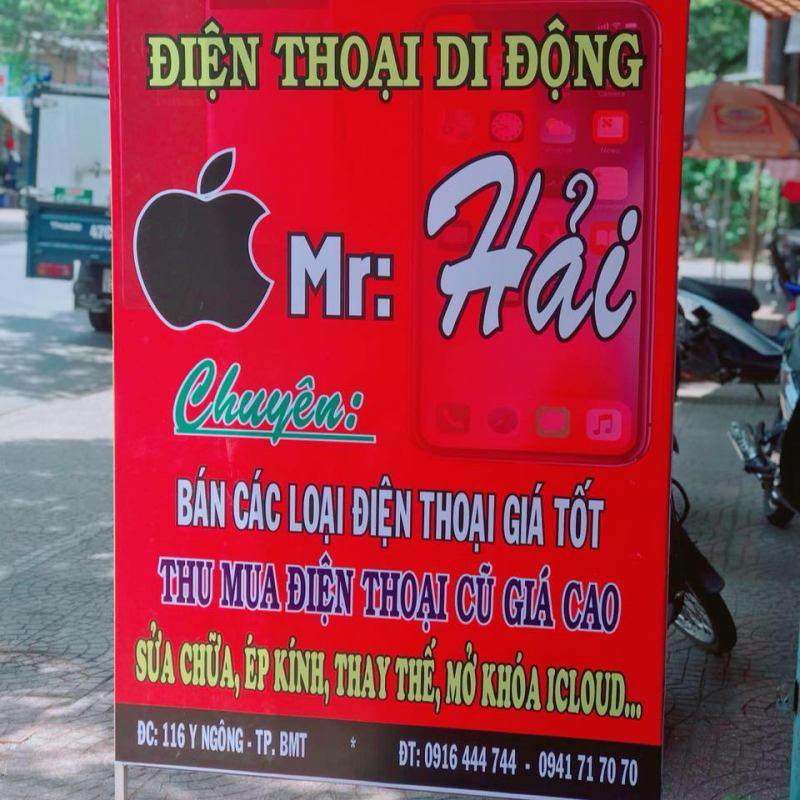 ĐIỆN THOẠI DI ĐỘNG
Mr: Hải
Chuyên:
BÁN CÁC LOẠI ĐIỆN THOẠI GIÁ TỐT
THU MUA ĐIỆN THOẠI CŨ GIÁ CAO
SỬA CHỮA, ÉP KÍNH, THAY THẾ, MỞ KHÓA ICLOUD...
ĐC: 116 Y NGÔNG - TP. BMT * ĐT: 0916 444 744 - 0941 71 70 70